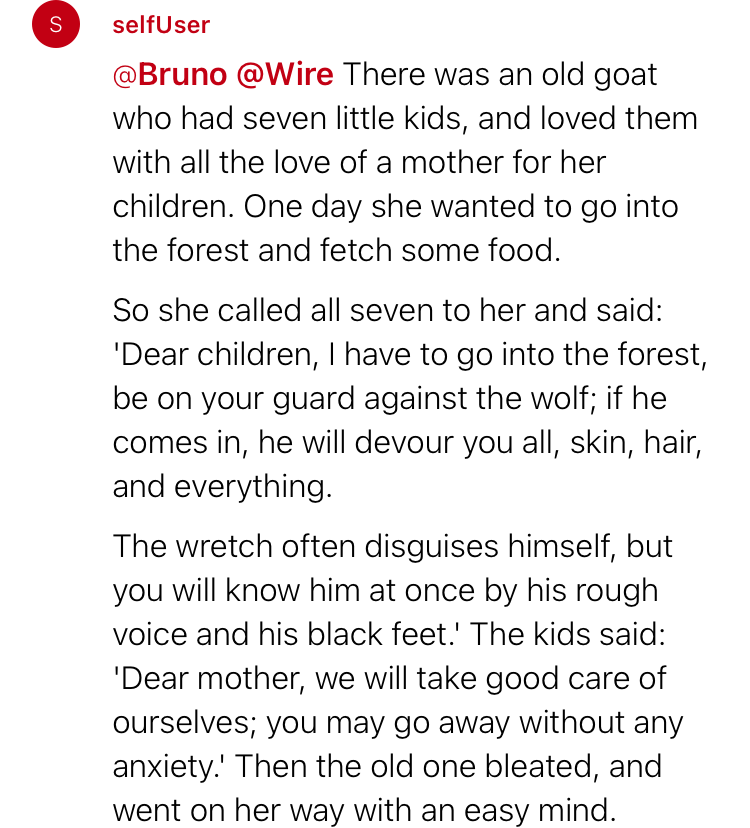 S
selfUser
@Bruno @Wire There was an old goat
who had seven little kids, and loved them
with all the love of a mother for her
children. One day she wanted to go into
the forest and fetch some food.
So she called all seven to her and said:
'Dear children, I have to go into the forest,
be on your guard against the wolf; if he
comes in, he will devour you all, skin, hair,
and everything.
The wretch often disguises himself, but
you will know him at once by his rough
voice and his black feet.' The kids said:
'Dear mother, we will take good care of
ourselves; you may go away without any
anxiety.' Then the old one bleated, and
went on her way with an easy mind.